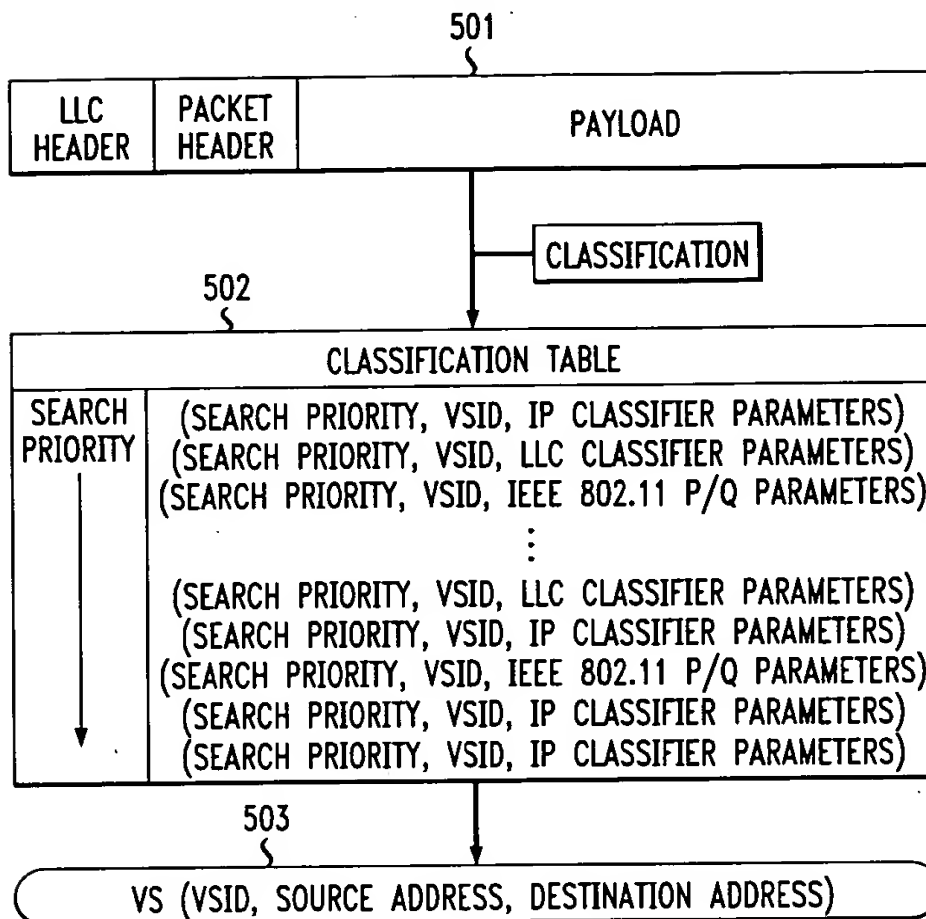 501
LLC HEADER
PACKET HEADER
PAYLOAD
CLASSIFICATION
502
CLASSIFICATION TABLE
SEARCH PRIORITY
(SEARCH PRIORITY, VSID, IP CLASSIFIER PARAMETERS)
(SEARCH PRIORITY, VSID, LLC CLASSIFIER PARAMETERS)
(SEARCH PRIORITY, VSID, IEEE 802.11 P/Q PARAMETERS)
⋮
(SEARCH PRIORITY, VSID, LLC CLASSIFIER PARAMETERS)
(SEARCH PRIORITY, VSID, IP CLASSIFIER PARAMETERS)
(SEARCH PRIORITY, VSID, IEEE 802.11 P/Q PARAMETERS)
(SEARCH PRIORITY, VSID, IP CLASSIFIER PARAMETERS)
(SEARCH PRIORITY, VSID, IP CLASSIFIER PARAMETERS)
503
VS (VSID, SOURCE ADDRESS, DESTINATION ADDRESS)